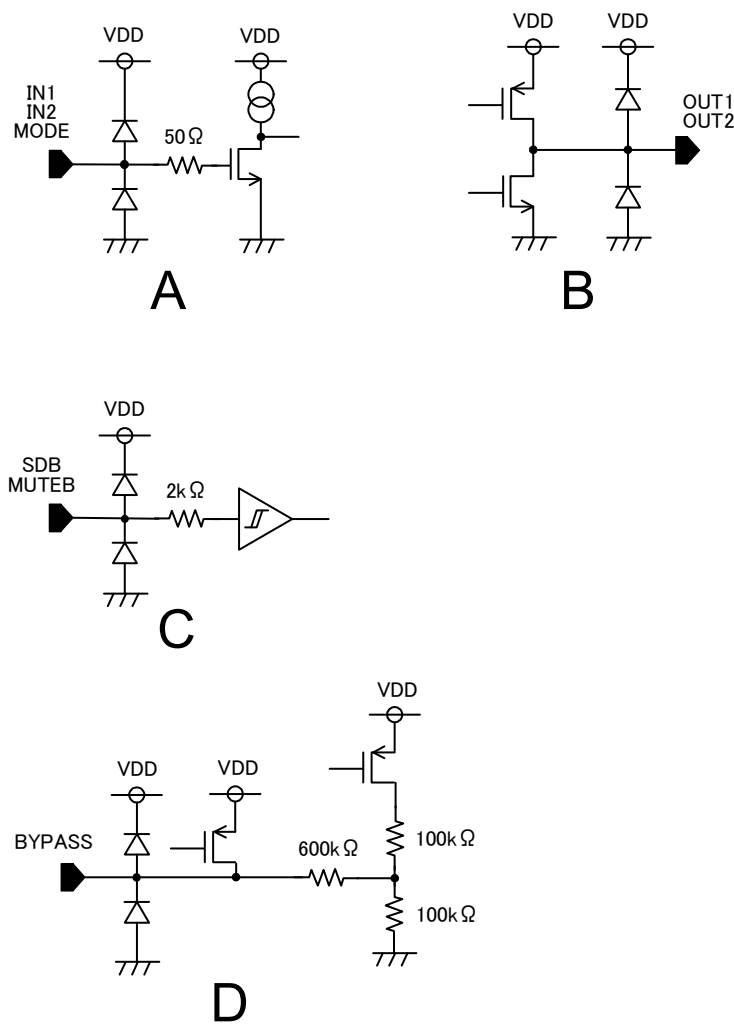 VDD
VDD
IN1
IN2
MODE
50Ω
A
VDD
VDD
OUT1
OUT2
B
VDD
SDB
MUTEB
2kΩ
C
VDD
VDD
VDD
BYPASS
600kΩ
100kΩ
100kΩ
D